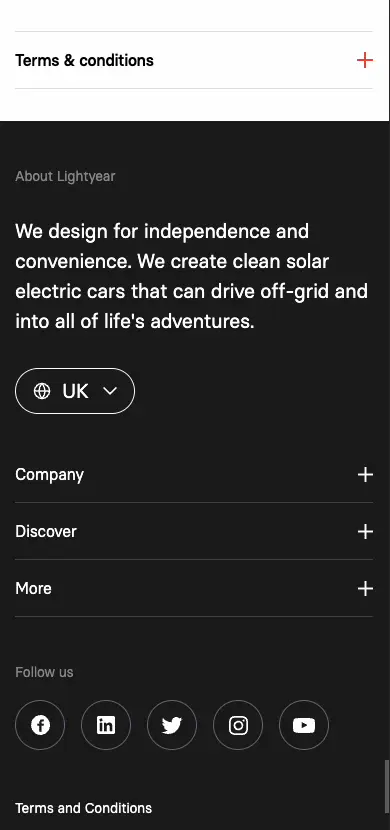 Terms & conditions
About Lightyear
We design for independence and
convenience. We create clean solar
electric cars that can drive off-grid and
into all of life's adventures.
UK
Company
Discover
More
Follow us
Terms and Conditions